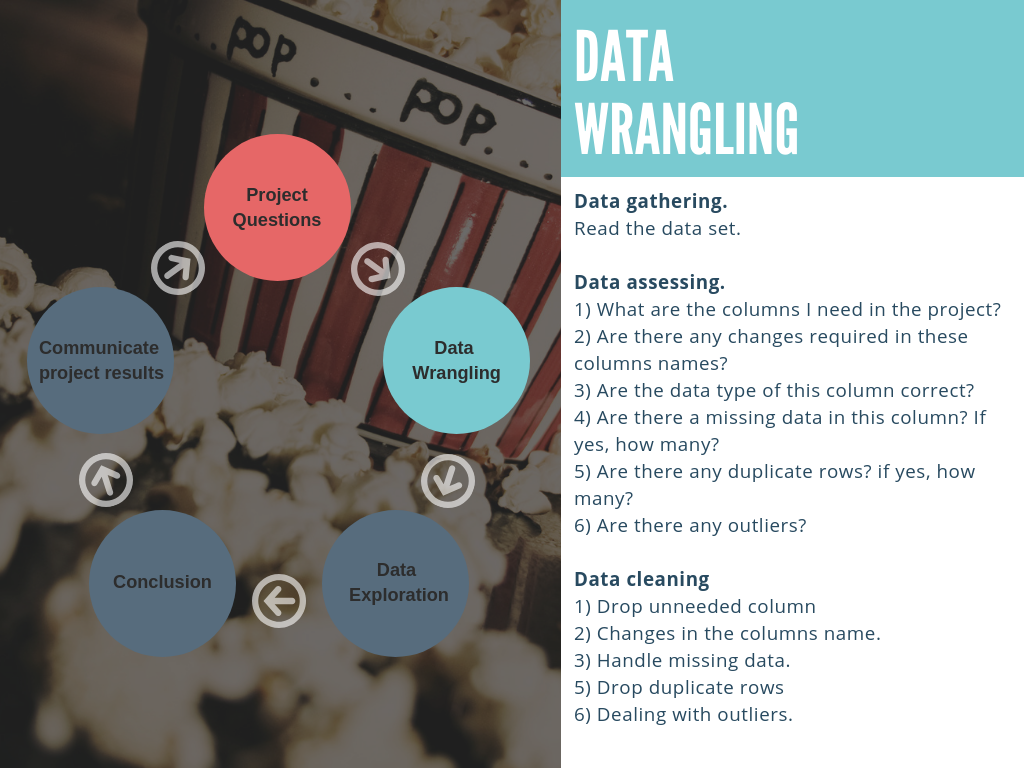 pop.
pop.
Project
Questions
Data
Wrangling
Data
Exploration
Conclusion
Communicate
project results
DATA
WRANGLING
Data gathering.
Read the data set.
Data assessing.
1) What are the columns I need in the project?
2) Are there any changes required in these
columns names?
3) Are the data type of this column correct?
4) Are there a missing data in this column? If
yes, how many?
5) Are there any duplicate rows? if yes, how
many?
6) Are there any outliers?
Data cleaning
1) Drop unneeded column
2) Changes in the columns name.
3) Handle missing data.
5) Drop duplicate rows
6) Dealing with outliers.